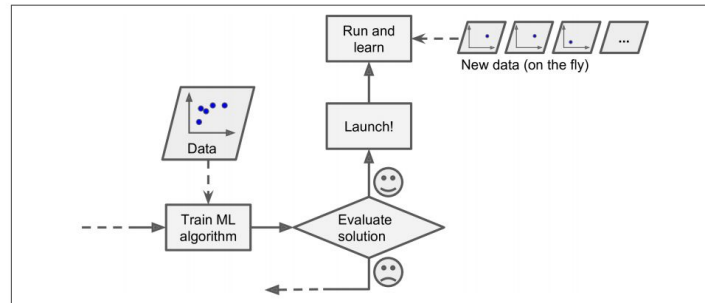 Run and
learn
...
New data (on the fly)
Launch!
Data
Train ML
algorithm
Evaluate
solution